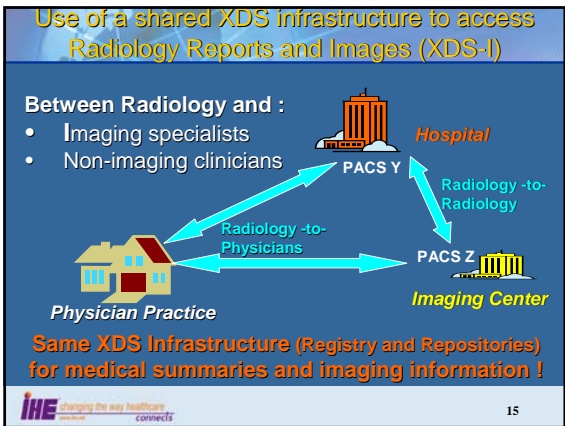 Use of a shared XDS infrastructure to access
Radiology Reports and Images (XDS-I)
Between Radiology and :
• Imaging specialists
• Non-imaging clinicians
Hospital
PACS Y
Radiology -to-
Radiology
Radiology -to-
Physicians
PACS Z
Imaging Center
Physician Practice
Same XDS Infrastructure (Registry and Repositories)
for medical summaries and imaging information !
IHE changing the way healthcare
connects
15